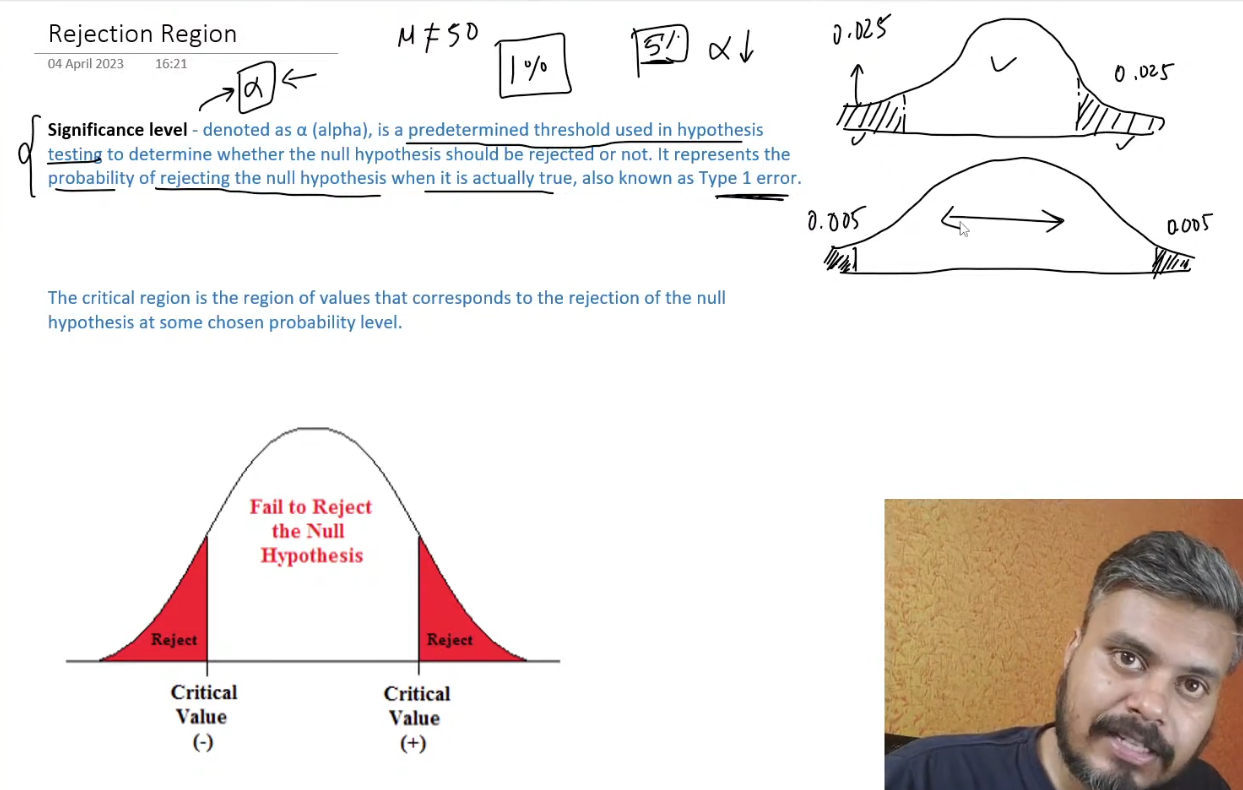 Rejection Region
04 April 2023 16:21
μ ≠ 50
1%
5%
α ↓
0.025
0.025
α ←
Significance level - denoted as α (alpha), is a predetermined threshold used in hypothesis
testing to determine whether the null hypothesis should be rejected or not. It represents the
probability of rejecting the null hypothesis when it is actually true, also known as Type 1 error.
0.005
0.005
The critical region is the region of values that corresponds to the rejection of the null
hypothesis at some chosen probability level.
Fail to Reject
the Null
Hypothesis
Reject
Reject
Critical
Value
(-)
Critical
Value
(+)